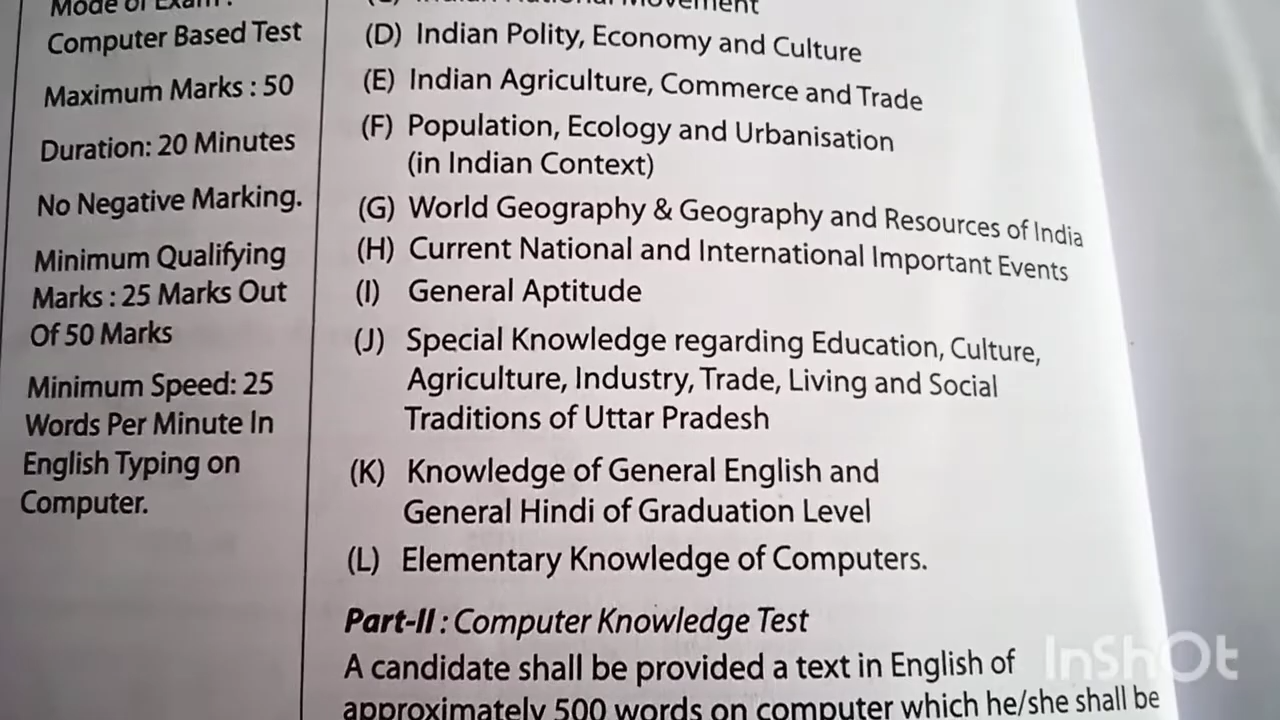 Mode of Exam :
Computer Based Test
Maximum Marks : 50
Duration: 20 Minutes
No Negative Marking.
Minimum Qualifying
Marks : 25 Marks Out
Of 50 Marks
Minimum Speed: 25
Words Per Minute In
English Typing on
Computer.
Movement
(D) Indian Polity, Economy and Culture
(E) Indian Agriculture, Commerce and Trade
(F) Population, Ecology and Urbanisation
(in Indian Context)
(G) World Geography & Geography and Resources of India
(H) Current National and International Important Events
(I) General Aptitude
(J) Special Knowledge regarding Education, Culture,
Agriculture, Industry, Trade, Living and Social
Traditions of Uttar Pradesh
(K) Knowledge of General English and
General Hindi of Graduation Level
(L) Elementary Knowledge of Computers.
Part-II : Computer Knowledge Test
A candidate shall be provided a text in English of
approximately 500 words on computer which he/she shall be
InShOt